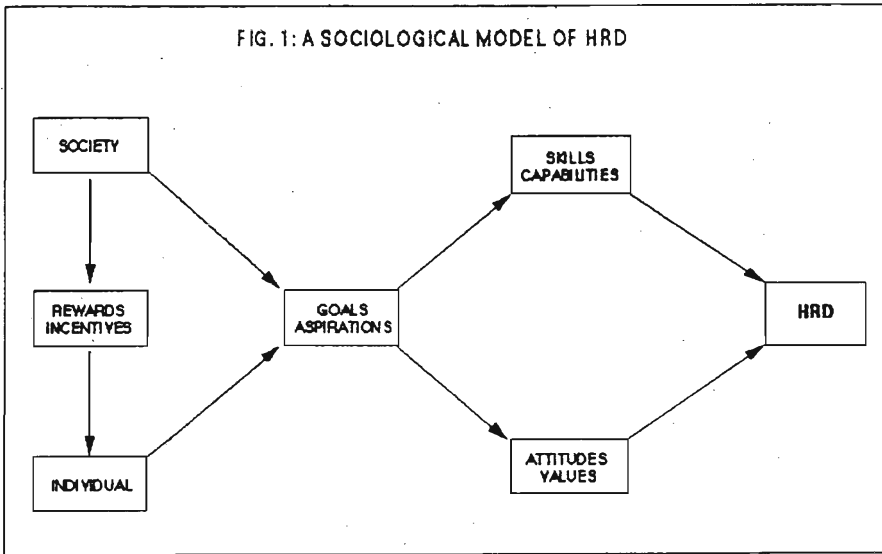 FIG. 1: A SOCIOLOGICAL MODEL OF HRD
SOCIETY
SKILLS
CAPABILITIES
REWARDS
INCENTIVES
GOALS
ASPIRATIONS
HRD
INDIVIDUAL
ATTITUDES
VALUES